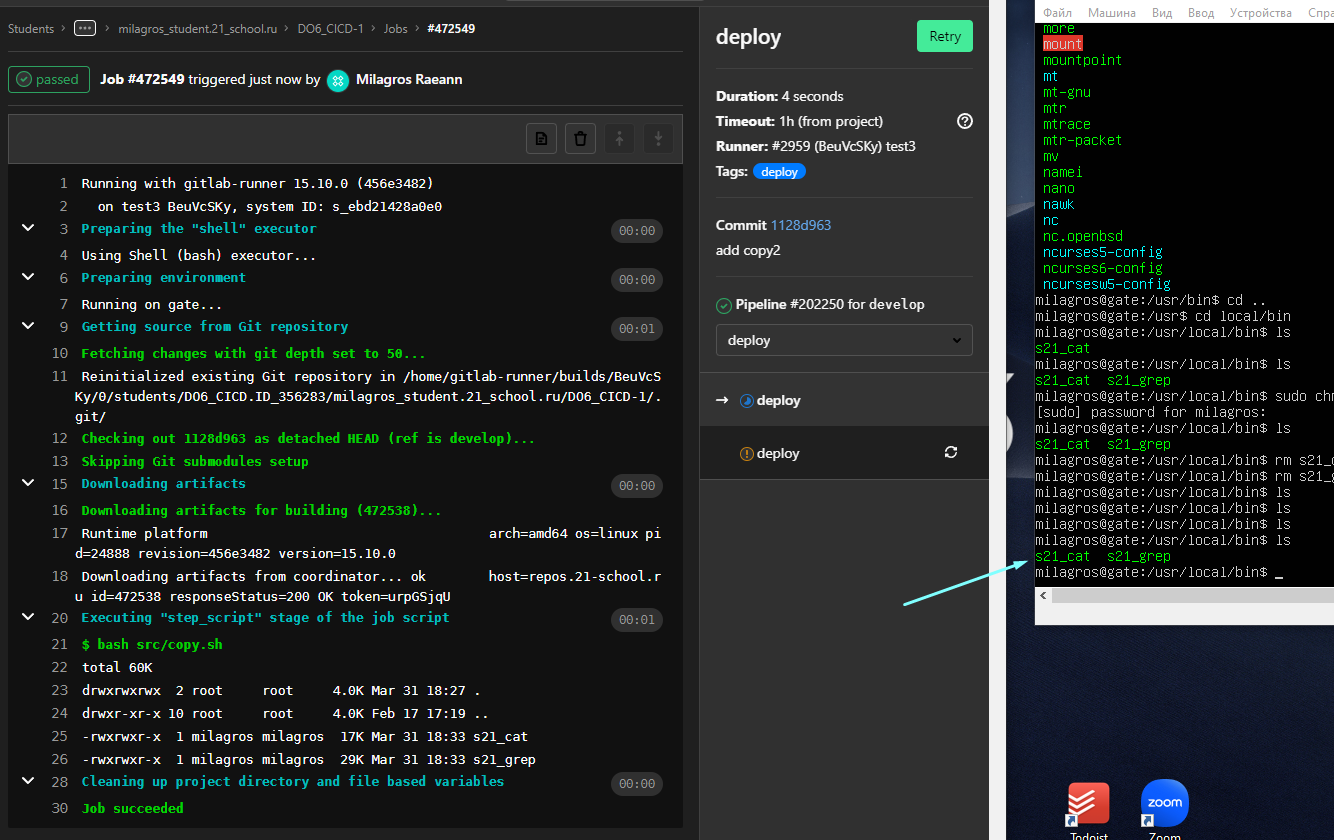 Students > ... > milagros_student.21_school.ru > DO6_CICD-1 > Jobs > #472549
passed Job #472549 triggered just now by Milagros Raeann
1 Running with gitlab-runner 15.10.0 (456e3482)
2 on test3 BeuVcSKy, system ID: s_ebd21428a0e0
3 Preparing the "shell" executor 00:00
4 Using Shell (bash) executor...
6 Preparing environment 00:00
7 Running on gate...
9 Getting source from Git repository 00:01
10 Fetching changes with git depth set to 50...
11 Reinitialized existing Git repository in /home/gitlab-runner/builds/BeuVcS
Ky/0/students/DO6_CICD.ID_356283/milagros_student.21_school.ru/DO6_CICD-1/.
git/
12 Checking out 1128d963 as detached HEAD (ref is develop)...
13 Skipping Git submodules setup
15 Downloading artifacts 00:00
16 Downloading artifacts for building (472538)...
17 Runtime platform arch=amd64 os=linux pi
d=24888 revision=456e3482 version=15.10.0
18 Downloading artifacts from coordinator... ok host=repos.21-school.r
u id=472538 responseStatus=200 OK token=urpGSjqU
20 Executing "step_script" stage of the job script 00:01
21 $ bash src/copy.sh
22 total 60K
23 drwxrwxrwx 2 root root 4.0K Mar 31 18:27 .
24 drwxr-xr-x 10 root root 4.0K Feb 17 17:19 ..
25 -rwxrwxr-x 1 milagros milagros 17K Mar 31 18:33 s21_cat
26 -rwxrwxr-x 1 milagros milagros 29K Mar 31 18:33 s21_grep
28 Cleaning up project directory and file based variables 00:00
30 Job succeeded
deploy Retry
Duration: 4 seconds
Timeout: 1h (from project)
Runner: #2959 (BeuVcSKy) test3
Tags: deploy
Commit 1128d963
add copy2
Pipeline #202250 for develop
deploy
→ deploy
deploy
Файл Машина Вид Ввод Устройства Спра
more
mount
mountpoint
mt
mt-gnu
mtr
mtrace
mtr-packet
mv
namei
nano
nawk
nc
nc.openbsd
ncurses5-config
ncurses6-config
ncursesw5-config
milagros@gate:/usr/bin$ cd ..
milagros@gate:/usr$ cd local/bin
milagros@gate:/usr/local/bin$ ls
s21_cat
milagros@gate:/usr/local/bin$ ls
s21_cat s21_grep
milagros@gate:/usr/local/bin$ sudo chm
[sudo] password for milagros:
milagros@gate:/usr/local/bin$ ls
s21_cat s21_grep
milagros@gate:/usr/local/bin$ rm s21_c
milagros@gate:/usr/local/bin$ rm s21_g
milagros@gate:/usr/local/bin$ ls
milagros@gate:/usr/local/bin$ ls
milagros@gate:/usr/local/bin$ ls
milagros@gate:/usr/local/bin$ ls
s21_cat s21_grep
milagros@gate:/usr/local/bin$ _
zoom
Todoist Zoom